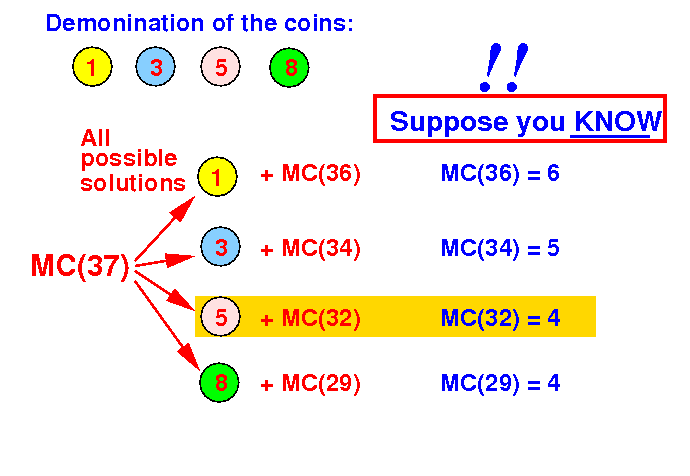 Demonination of the coins:
1 3 5 8
!!
Suppose you KNOW
All
possible
solutions
1 + MC(36) MC(36) = 6
3 + MC(34) MC(34) = 5
MC(37)
5 + MC(32) MC(32) = 4
8 + MC(29) MC(29) = 4